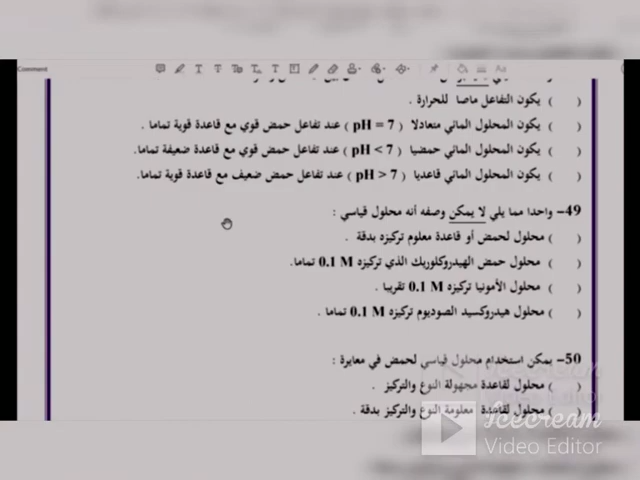 Comment
( ) يكون التفاعل ماصا للحرارة .
( ) يكون المحلول المائي متعادلا ( pH = 7 ) عند تفاعل حمض قوي مع قاعدة قوية تماما .
( ) يكون المحلول المائي حمضيا ( pH < 7 ) عند تفاعل حمض قوي مع قاعدة ضعيفة تماما.
( ) يكون المحلول المائي قاعديا ( pH > 7 ) عند تفاعل حمض ضعيف مع قاعدة قوية تماما.
49- واحدا مما يلي لا يمكن وصفه أنه محلول قياسي :
( ) محلول لحمض أو قاعدة معلوم تركيزه بدقة .
( ) محلول حمض الهيدروكلوريك الذي تركيزه 0.1 M تماما.
( ) محلول الأمونيا تركيزه 0.1 M تقريبا .
( ) محلول هيدروكسيد الصوديوم تركيزه 0.1 M تماما .
50- يمكن استخدام محلول قياسي لحمض في معايرة :
( ) محلول لقاعدة مجهولة النوع والتركيز .
( ) محلول لقاعدة معلومة النوع والتركيز بدقة .
Icecream
Video Editor